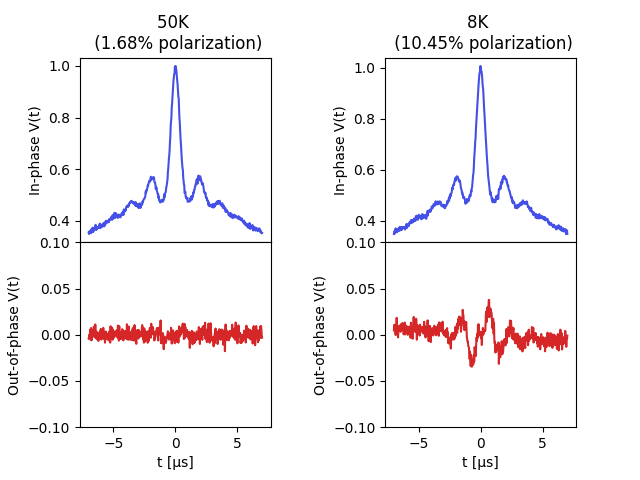 50K
(1.68% polarization)
8K
(10.45% polarization)
In-phase V(t)
1.0
0.8
0.6
0.4
In-phase V(t)
1.0
0.8
0.6
0.4
Out-of-phase V(t)
0.10
0.05
0.00
−0.05
−0.10
−5
0
5
t [μs]
Out-of-phase V(t)
0.10
0.05
0.00
−0.05
−0.10
−5
0
5
t [μs]